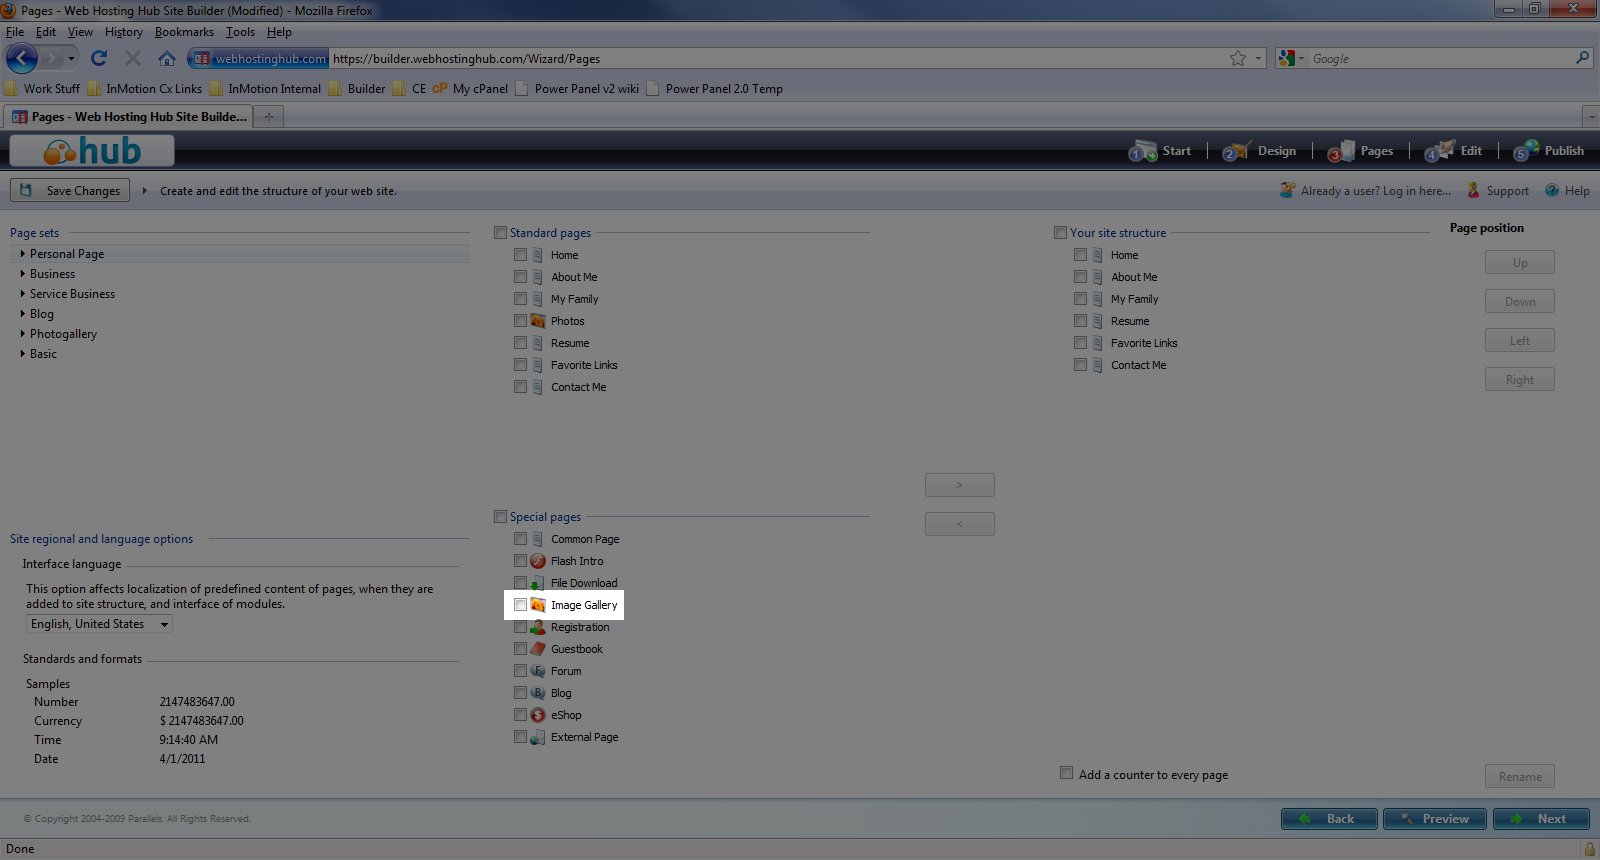 Pages - Web Hosting Hub Site Builder (Modified) - Mozilla Firefox
File Edit View History Bookmarks Tools Help
webhostinghub.com https://builder.webhostinghub.com/Wizard/Pages
Google
Work Stuff InMotion Cx Links InMotion Internal Builder CE cP My cPanel Power Panel v2 wiki Power Panel 2.0 Temp
Pages - Web Hosting Hub Site Builde...
hub
1 Start 2 Design 3 Pages 4 Edit 5 Publish
Save Changes Create and edit the structure of your web site.
Already a user? Log in here... Support Help
Page sets
Personal Page
Business
Service Business
Blog
Photogallery
Basic
Site regional and language options
Interface language
This option affects localization of predefined content of pages, when they are
added to site structure, and interface of modules.
English, United States
Standards and formats
Samples
Number 2147483647.00
Currency $ 2147483647.00
Time 9:14:40 AM
Date 4/1/2011
Standard pages
Home
About Me
My Family
Photos
Resume
Favorite Links
Contact Me
Special pages
Common Page
Flash Intro
File Download
Image Gallery
Registration
Guestbook
Forum
Blog
eShop
External Page
>
<
Your site structure
Home
About Me
My Family
Resume
Favorite Links
Contact Me
Add a counter to every page
Page position
Up
Down
Left
Right
Rename
© Copyright 2004-2009 Parallels. All Rights Reserved.
Back Preview Next
Done